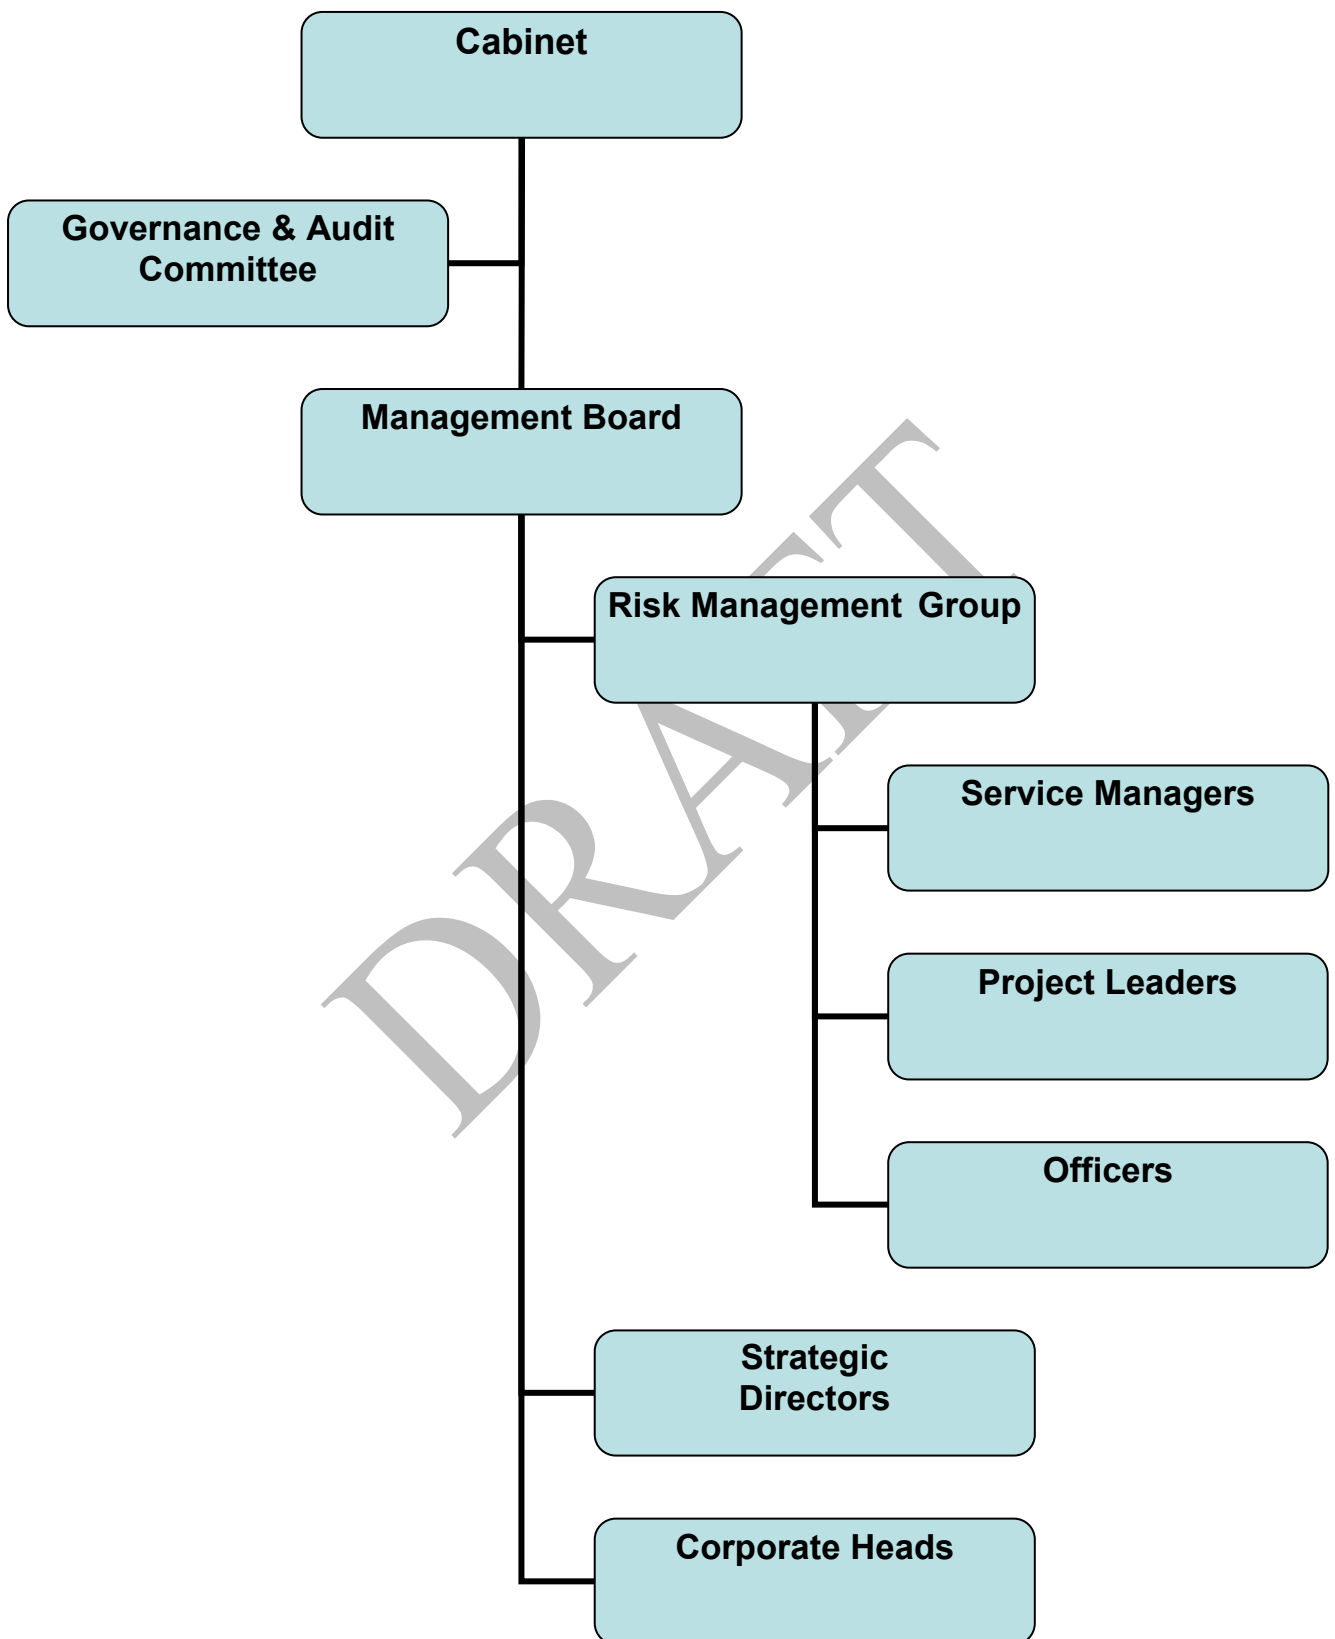 Cabinet
Governance & Audit
Committee
Management Board
Risk Management Group
Service Managers
Project Leaders
Officers
Strategic
Directors
Corporate Heads
DRAFT